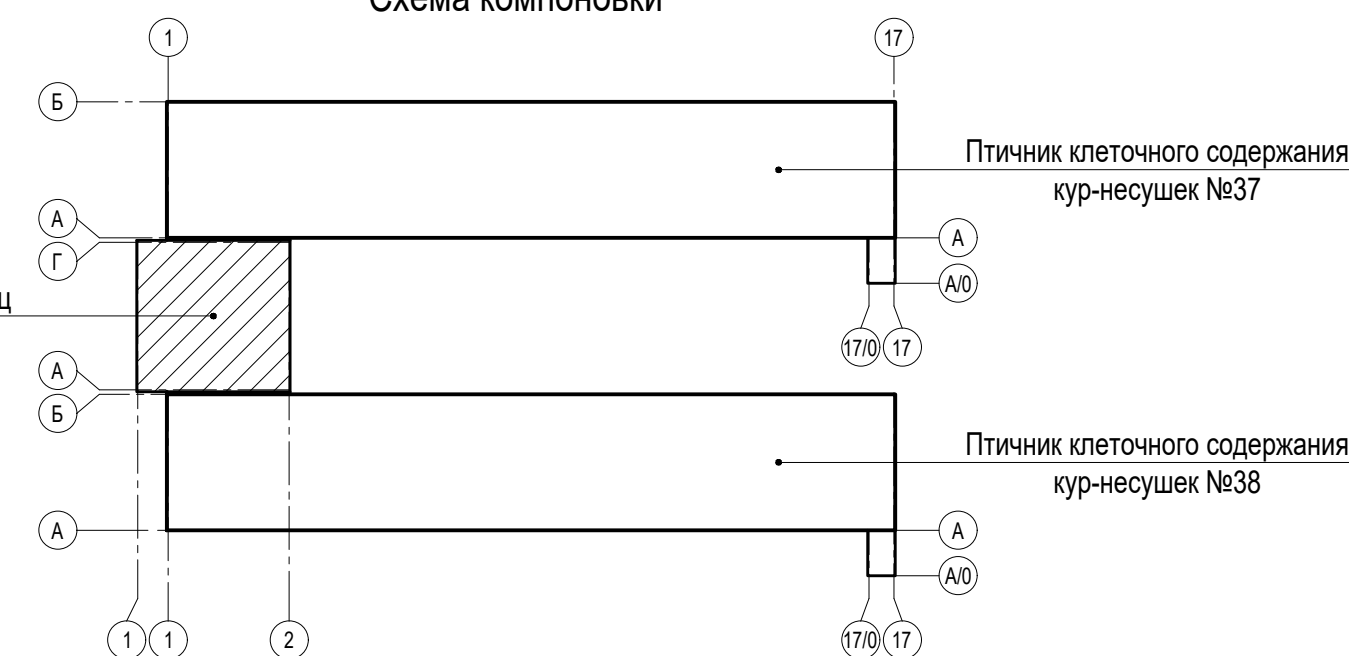 Схема компоновки
1
17
Б
Птичник клеточного содержания
кур-несушек №37
А
А
Г
А/0
17/0
17
А
Б
Птичник клеточного содержания
кур-несушек №38
А
А
А/0
1
1
2
17/0
17